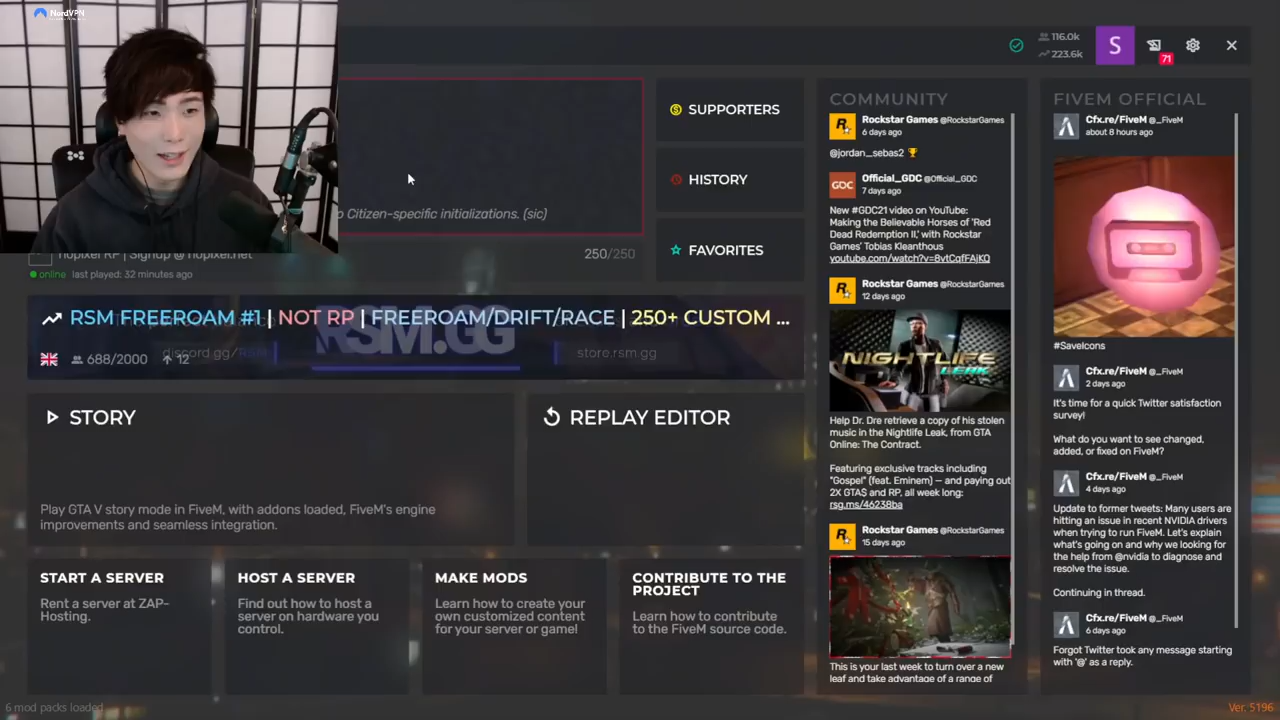 NordVPN
116.0k
223.6k
S
71
o Citizen-specific initializations. (sic)
nopixel RP | Signup @ nopixel.net
250/250
online last played: 32 minutes ago
SUPPORTERS
HISTORY
FAVORITES
RSM FREEROAM #1 | NOT RP | FREEROAM/DRIFT/RACE | 250+ CUSTOM ...
RSM.GG
discord.gg/RSM
store.rsm.gg
688/2000 12
STORY
Play GTA V story mode in FiveM, with addons loaded, FiveM's engine
improvements and seamless integration.
REPLAY EDITOR
START A SERVER
Rent a server at ZAP-
Hosting.
HOST A SERVER
Find out how to host a
server on hardware you
control.
MAKE MODS
Learn how to create your
own customized content
for your server or game!
CONTRIBUTE TO THE
PROJECT
Learn how to contribute
to the FiveM source code.
COMMUNITY
Rockstar Games @RockstarGames
6 days ago
@jordan_sebas2 🏆
GDC
Official_GDC @Official_GDC
7 days ago
New #GDC21 video on YouTube:
Making the Believable Horses of 'Red
Dead Redemption II,' with Rockstar
Games' Tobias Kleanthous
youtube.com/watch?v=8vtCqfFAjKQ
Rockstar Games @RockstarGames
12 days ago
NIGHTLIFE
LEAK
Help Dr. Dre retrieve a copy of his stolen
music in the Nightlife Leak, from GTA
Online: The Contract.
Featuring exclusive tracks including
"Gospel" (feat. Eminem) — and paying out
2X GTA$ and RP, all week long:
rsg.ms/46238ba
Rockstar Games @RockstarGames
15 days ago
This is your last week to turn over a new
leaf and take advantage of a range of
FIVEM OFFICIAL
Cfx.re/FiveM @_FiveM
about 8 hours ago
#SaveIcons
Cfx.re/FiveM @_FiveM
2 days ago
It's time for a quick Twitter satisfaction
survey!
What do you want to see changed,
added, or fixed on FiveM?
Cfx.re/FiveM @_FiveM
4 days ago
Update to former tweets: Many users are
hitting an issue in recent NVIDIA drivers
when trying to run FiveM. Let's explain
what's going on and why we looking for
the help from @nvidia to diagnose and
resolve the issue.
Continuing in thread.
Cfx.re/FiveM @_FiveM
6 days ago
Forgot Twitter took any message starting
with '@' as a reply.
6 mod packs loaded
Ver. 5196